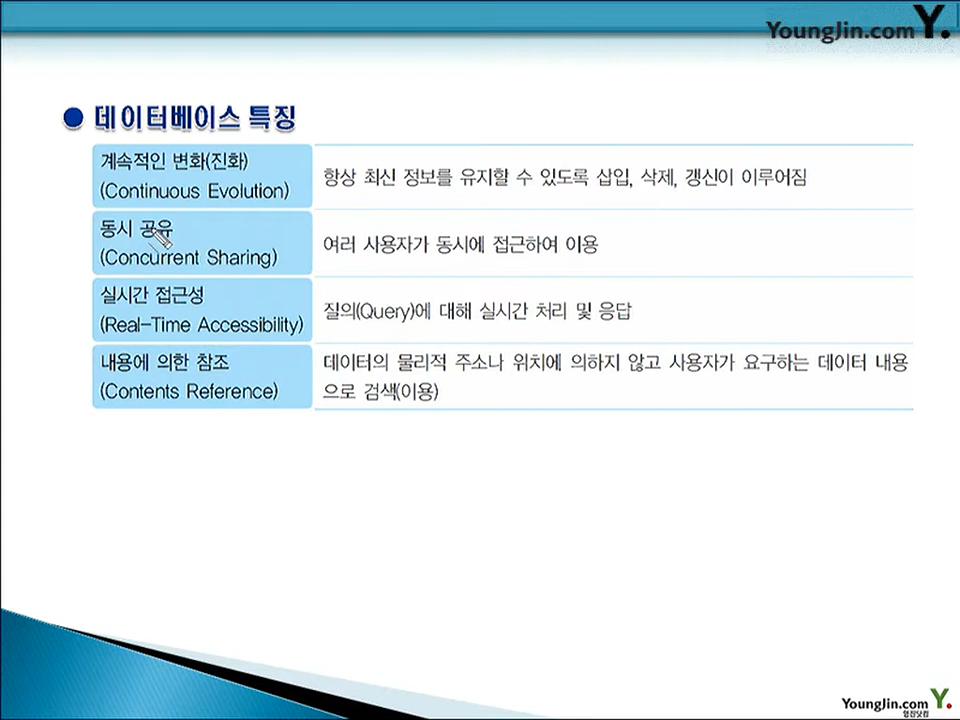 YoungJin.com Y.
데이터베이스 특징
계속적인 변화(진화)
(Continuous Evolution)
항상 최신 정보를 유지할 수 있도록 삽입, 삭제, 갱신이 이루어짐
동시 공유
(Concurrent Sharing)
여러 사용자가 동시에 접근하여 이용
실시간 접근성
(Real-Time Accessibility)
질의(Query)에 대해 실시간 처리 및 응답
내용에 의한 참조
(Contents Reference)
데이터의 물리적 주소나 위치에 의하지 않고 사용자가 요구하는 데이터 내용
으로 검색(이용)
YoungJin.com Y.
영진닷컴